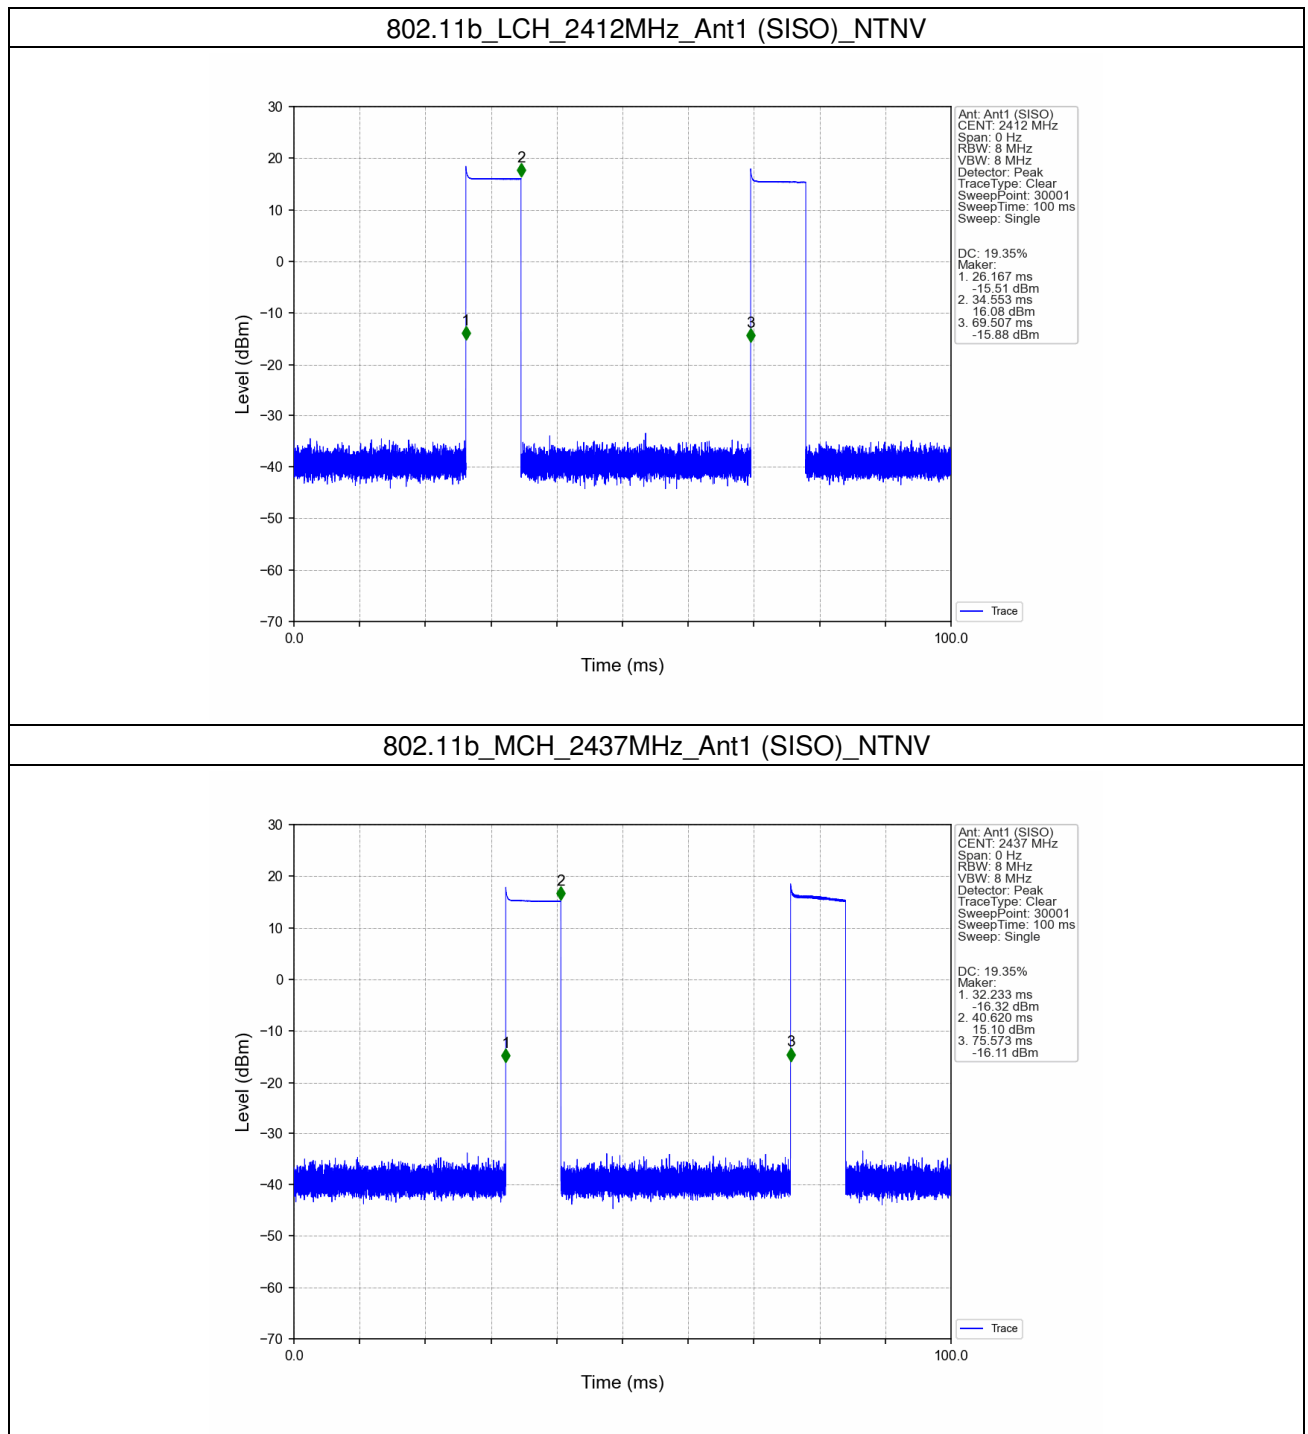 802.11b_LCH_2412MHz_Ant1 (SISO)_NTNV
30
20
10
0
−10
−20
−30
−40
−50
−60
−70
Level (dBm)
0.0
100.0
Time (ms)
1
2
3
Ant: Ant1 (SISO)
CENT: 2412 MHz
Span: 0 Hz
RBW: 8 MHz
VBW: 8 MHz
Detector: Peak
TraceType: Clear
SweepPoint: 30001
SweepTime: 100 ms
Sweep: Single
DC: 19.35%
Maker:
1. 26.167 ms
-15.51 dBm
2. 34.553 ms
16.08 dBm
3. 69.507 ms
-15.88 dBm
Trace
802.11b_MCH_2437MHz_Ant1 (SISO)_NTNV
30
20
10
0
−10
−20
−30
−40
−50
−60
−70
Level (dBm)
0.0
100.0
Time (ms)
1
2
3
Ant: Ant1 (SISO)
CENT: 2437 MHz
Span: 0 Hz
RBW: 8 MHz
VBW: 8 MHz
Detector: Peak
TraceType: Clear
SweepPoint: 30001
SweepTime: 100 ms
Sweep: Single
DC: 19.35%
Maker:
1. 32.233 ms
-16.32 dBm
2. 40.620 ms
15.10 dBm
3. 75.573 ms
-16.11 dBm
Trace